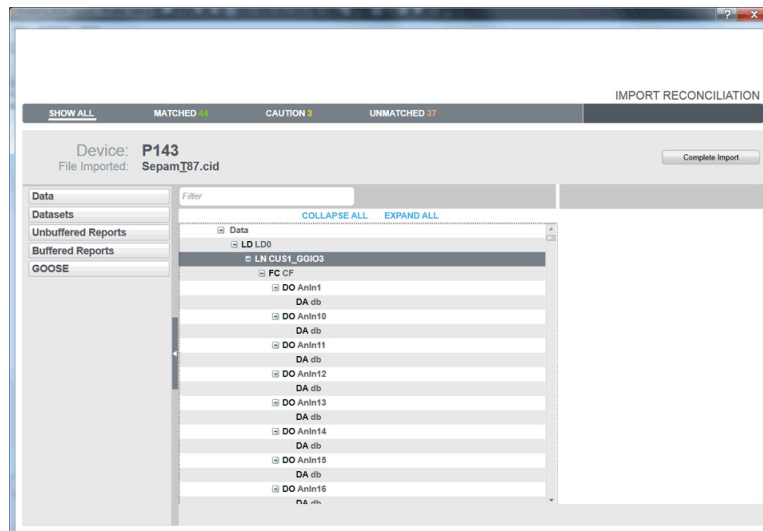 IMPORT RECONCILIATION
SHOW ALL MATCHED 44 CAUTION 3 UNMATCHED 37
Device: P143
File Imported: SepamT87.cid
Complete Import
Data
Datasets
Unbuffered Reports
Buffered Reports
GOOSE
Filter
COLLAPSE ALL EXPAND ALL
Data
LD LD0
LN CUS1_GGIO3
FC CF
DO AnIn1
DA db
DO AnIn10
DA db
DO AnIn11
DA db
DO AnIn12
DA db
DO AnIn13
DA db
DO AnIn14
DA db
DO AnIn15
DA db
DO AnIn16
DA db